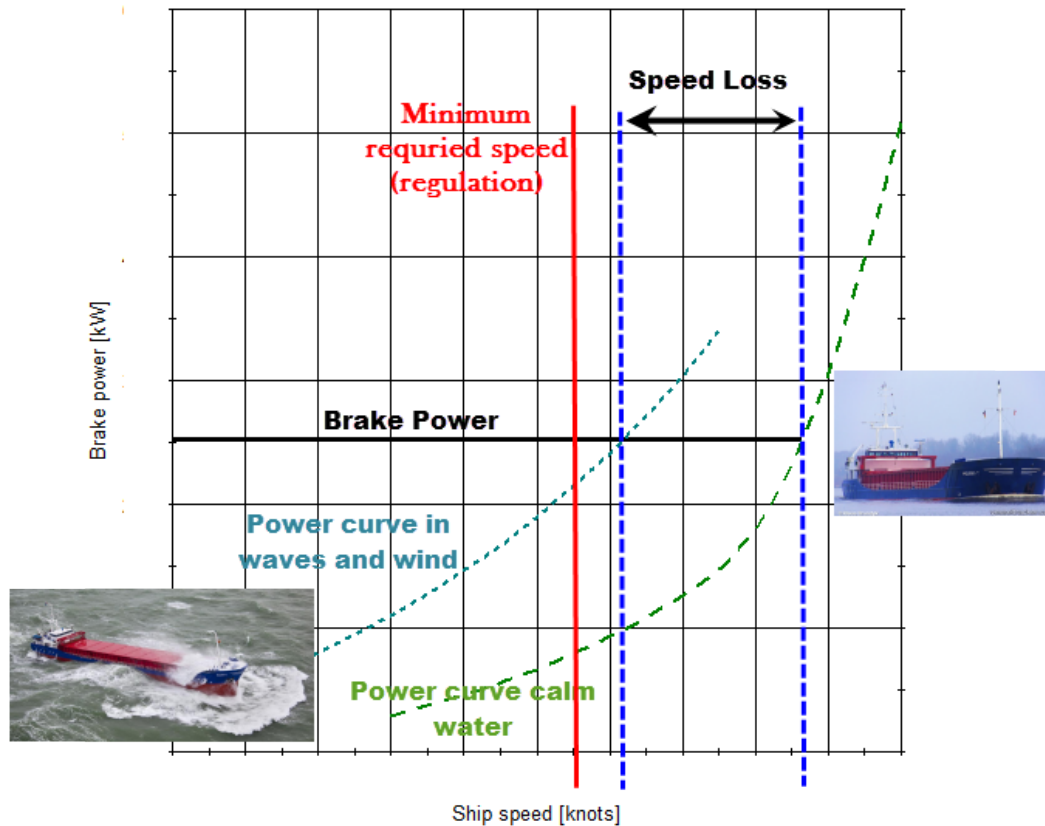 Speed Loss
Minimum
requried speed
(regulation)
Brake power [kW]
Brake Power
Power curve in
waves and wind
Power curve calm
water
Ship speed [knots]